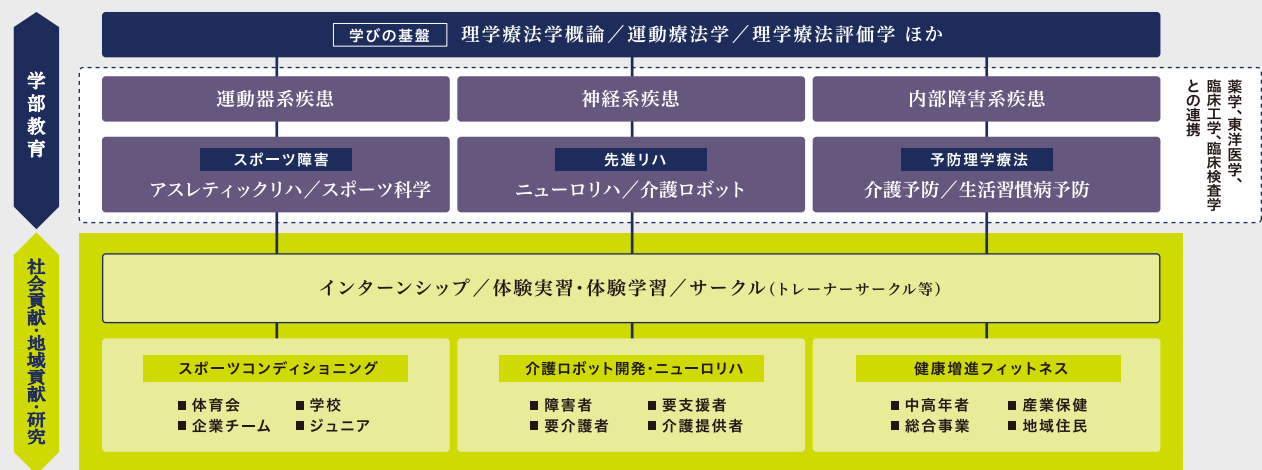 学部教育
学びの基盤 理学療法学概論／運動療法学／理学療法評価学 ほか
運動器系疾患
神経系疾患
内部障害系疾患
スポーツ障害
アスレティックリハ／スポーツ科学
先進リハ
ニューロリハ／介護ロボット
予防理学療法
介護予防／生活習慣病予防
薬学、東洋医学、
臨床工学、臨床検査学
との連携
社会貢献・地域貢献・研究
インターンシップ／体験実習・体験学習／サークル（トレーナーサークル等）
スポーツコンディショニング
■体育会 ■学校
■企業チーム ■ジュニア
介護ロボット開発・ニューロリハ
■障害者 ■要支援者
■要介護者 ■介護提供者
健康増進フィットネス
■中高年者 ■産業保健
■総合事業 ■地域住民